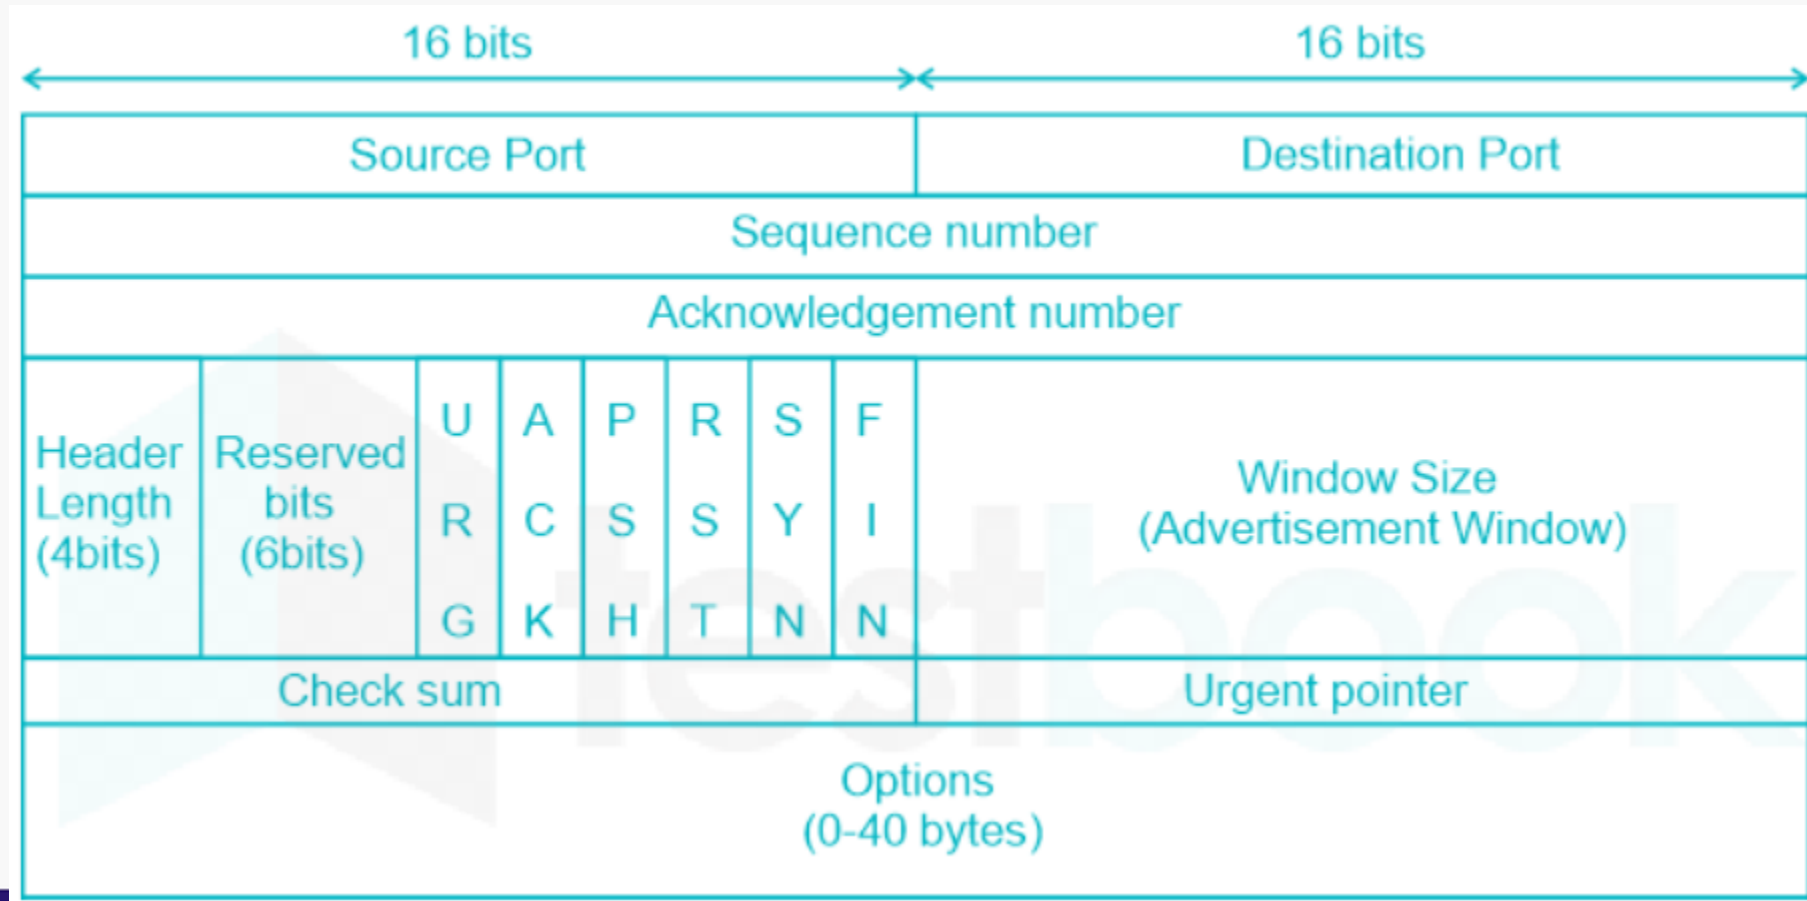 16 bits
16 bits
Source Port
Destination Port
Sequence number
Acknowledgement number
Header
Length
(4bits)
Reserved
bits
(6bits)
U
R
G
A
C
K
P
S
H
R
S
T
S
Y
N
F
I
N
Window Size
(Advertisement Window)
Check sum
Urgent pointer
Options
(0-40 bytes)
testbook